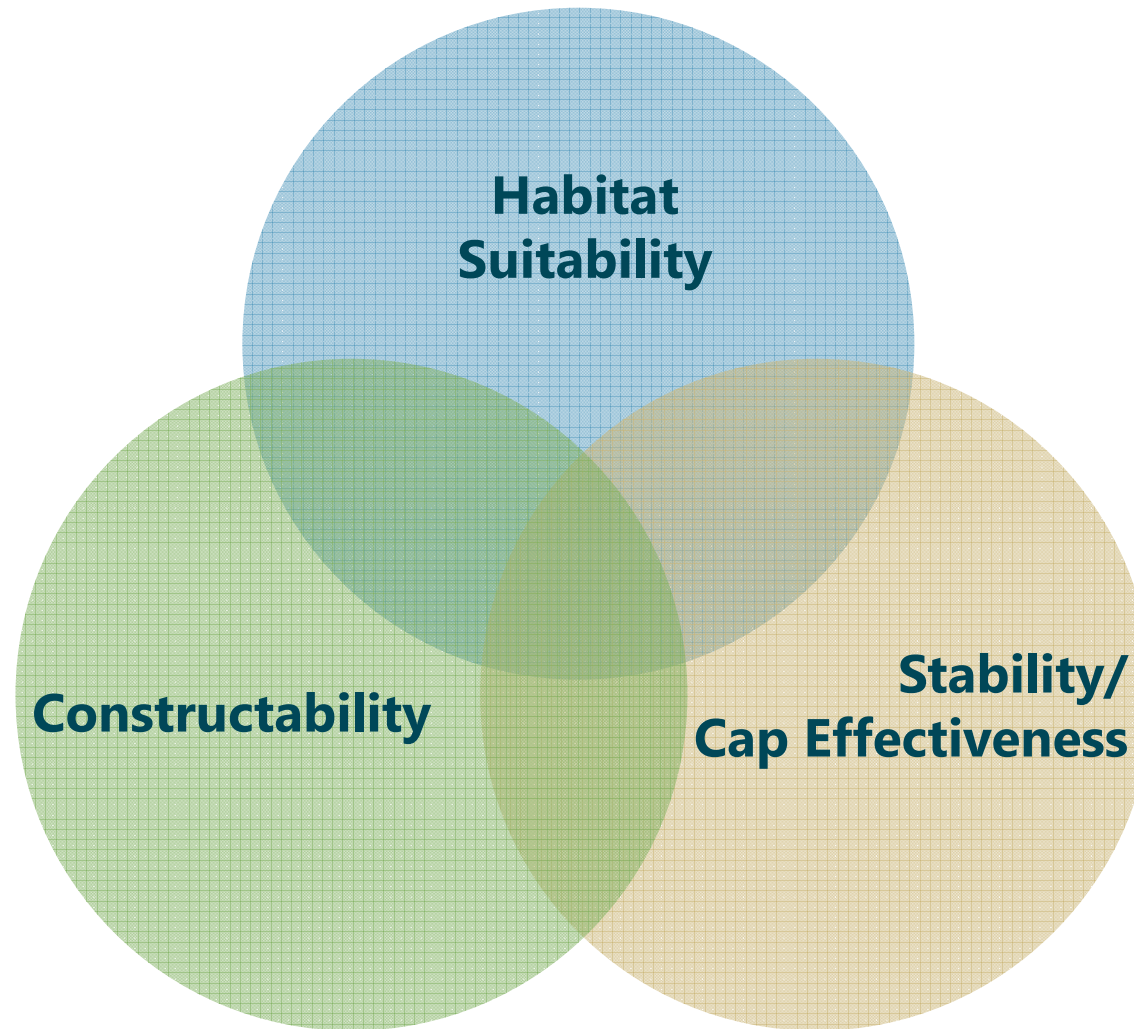 Habitat
Suitability
Constructability
Stability/
Cap Effectiveness